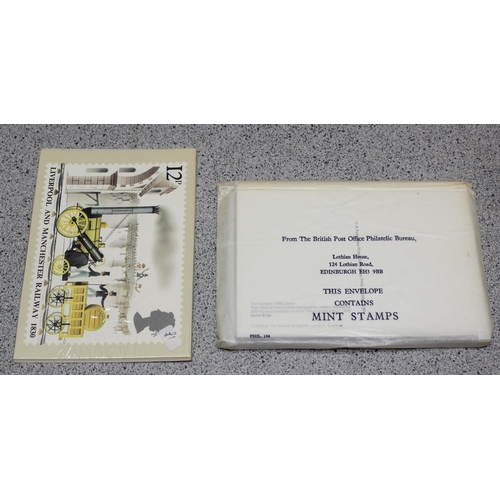 12P
LIVERPOOL AND MANCHESTER RAILWAY 1830
From The British Post Office Philatelic Bureau,
Lothian House,
124 Lothian Road,
EDINBURGH EH3 9BB
THIS ENVELOPE
CONTAINS
MINT STAMPS